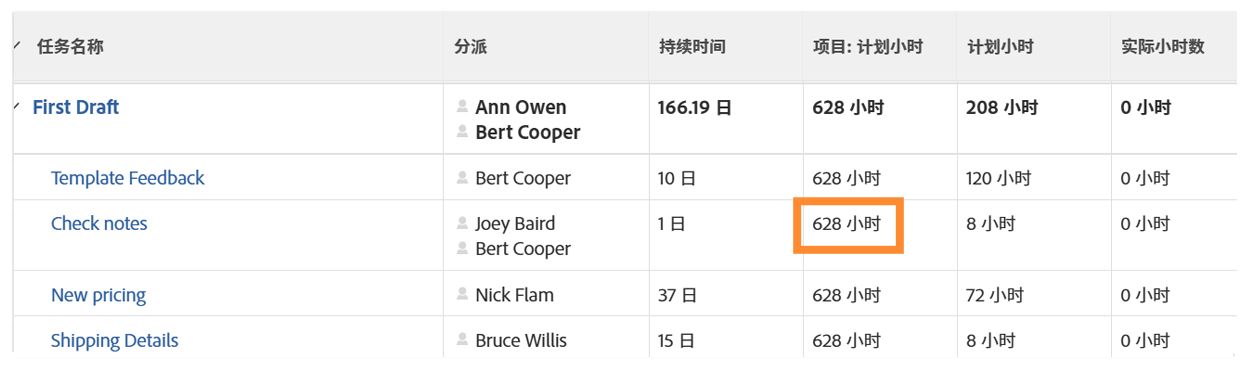 任务名称 分派 持续时间 项目: 计划小时 计划小时 实际小时数
First Draft Ann Owen 166.19 日 628 小时 208 小时 0 小时
Bert Cooper
Template Feedback Bert Cooper 10 日 628 小时 120 小时 0 小时
Check notes Joey Baird 1 日 628 小时 8 小时 0 小时
Bert Cooper
New pricing Nick Flam 37 日 628 小时 72 小时 0 小时
Shipping Details Bruce Willis 15 日 628 小时 8 小时 0 小时